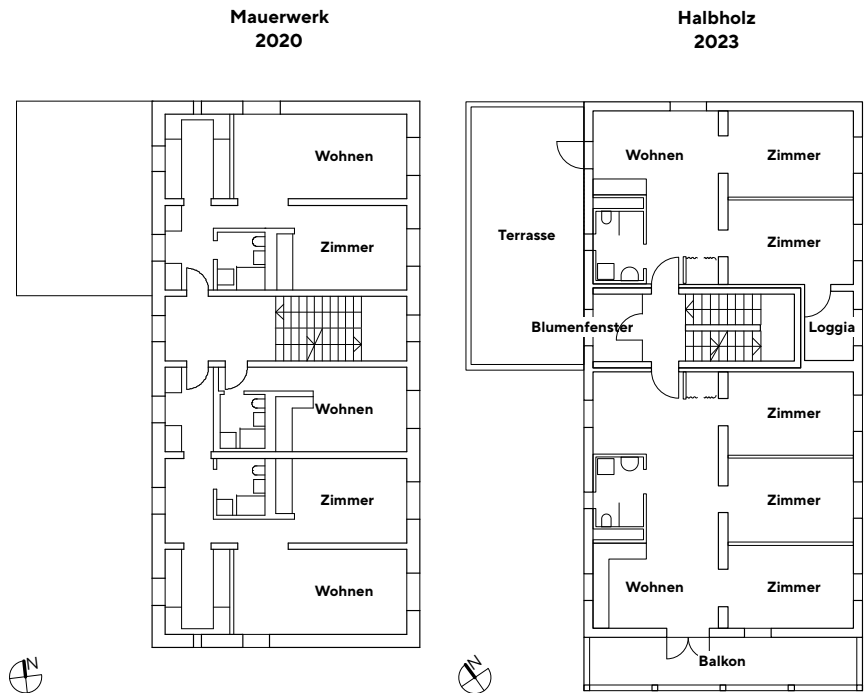 Mauerwerk
2020
Wohnen
Zimmer
Wohnen
Zimmer
Wohnen
N
Halbholz
2023
Wohnen
Zimmer
Terrasse
Zimmer
Blumenfenster
Loggia
Zimmer
Zimmer
Wohnen
Zimmer
Balkon
N